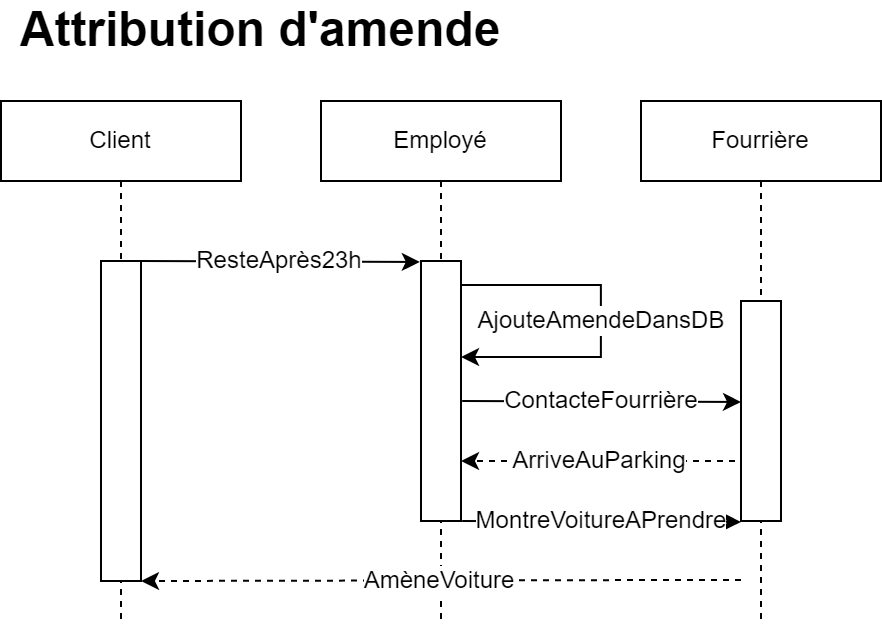 Attribution d'amende
Client
Employé
Fourrière
ResteAprès23h
AjouteAmendeDansDB
ContacteFourrière
ArriveAuParking
MontreVoitureAPrendre
AmèneVoiture